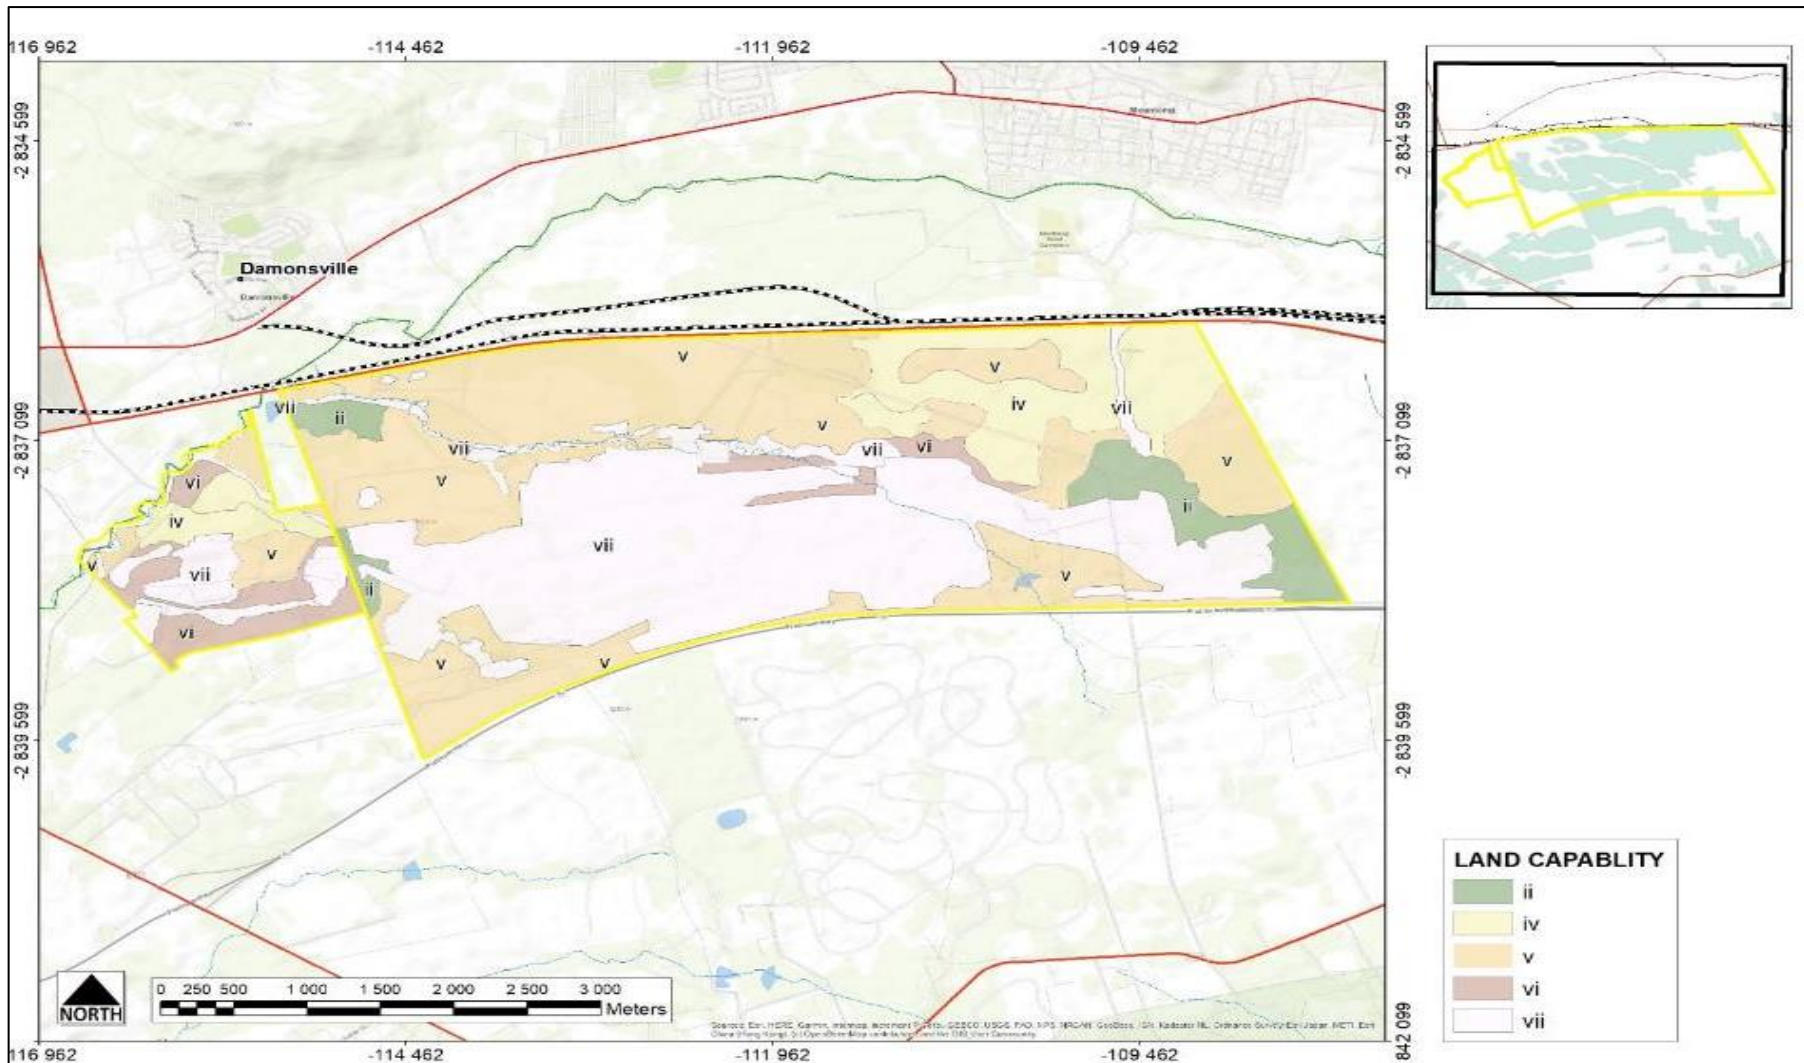 116 962
-114 462
-111 962
-109 462
-2 834 599
-2 834 599
Damonsville
Damonsville
v
v
iv
vii
ii
vii
v
vii
vii
vi
v
vi
v
iv
ii
v
vii
v
vii
v
ii
vi
v
v
-2 837 099
-2 837 099
-2 839 599
-2 839 599
LAND CAPABLITY
ii
iv
v
vi
vii
NORTH
0 250 500 1 000 1 500 2 000 2 500 3 000
Meters
842 099
116 962
-114 462
-111 962
-109 462